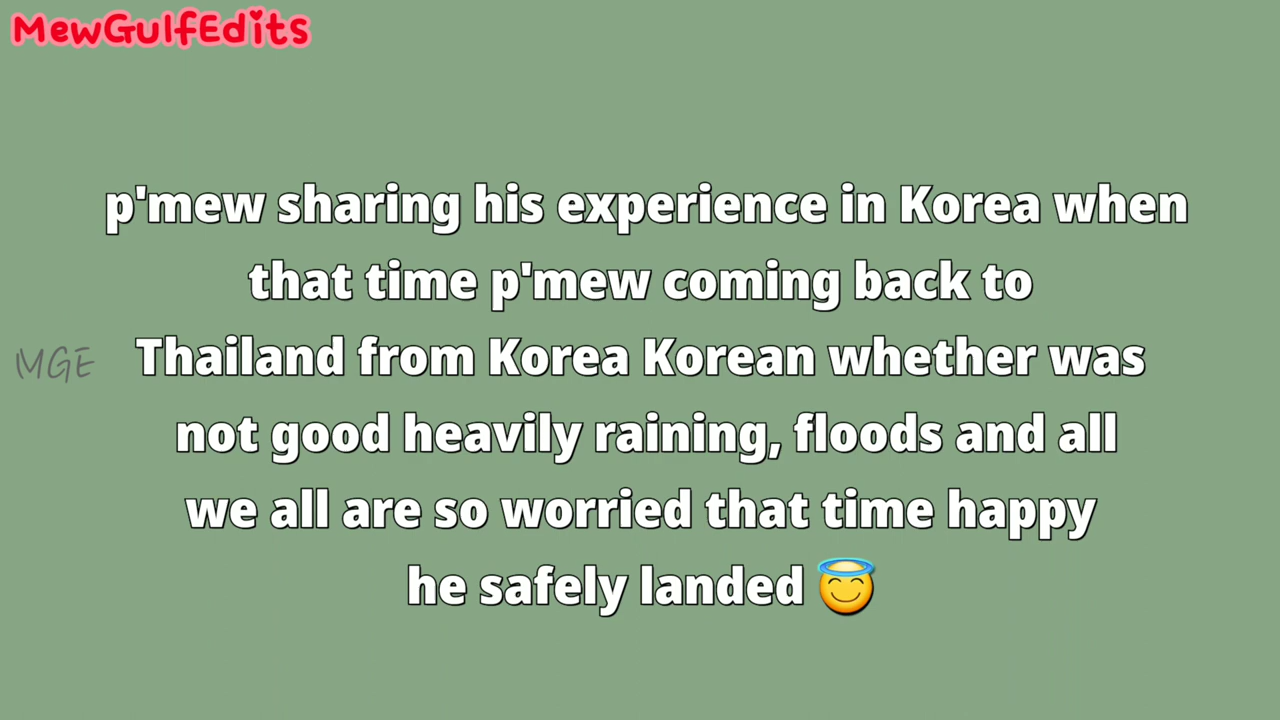 MewGulfEdits
p'mew sharing his experience in Korea when
that time p'mew coming back to
MGE
Thailand from Korea Korean whether was
not good heavily raining, floods and all
we all are so worried that time happy
he safely landed 😇